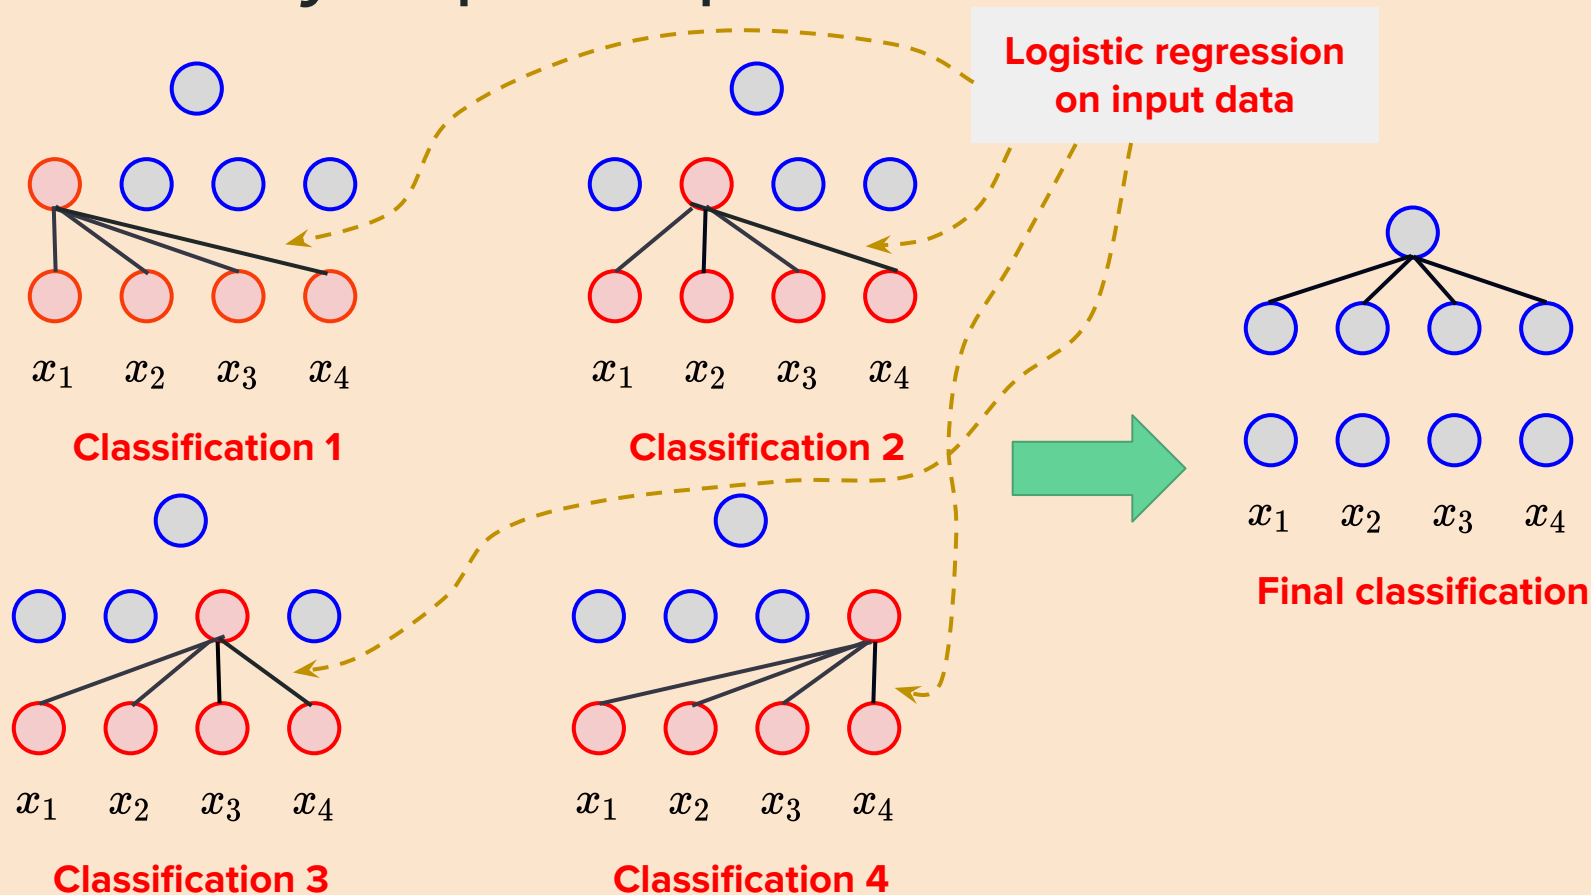 Logistic regression
on input data
x₁ x₂ x₃ x₄
Classification 1
x₁ x₂ x₃ x₄
Classification 2
x₁ x₂ x₃ x₄
Classification 3
x₁ x₂ x₃ x₄
Classification 4
x₁ x₂ x₃ x₄
Final classification